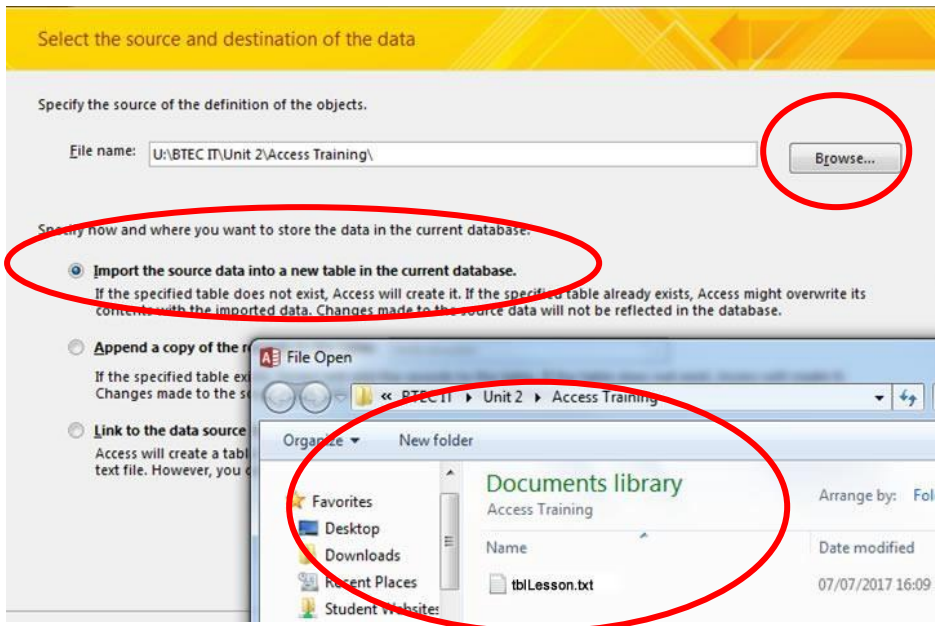 Select the source and destination of the data
Specify the source of the definition of the objects.
File name: U:\BTEC IT\Unit 2\Access Training\
Browse...
Specify how and where you want to store the data in the current database.
Import the source data into a new table in the current database.
If the specified table does not exist, Access will create it. If the specified table already exists, Access might overwrite its
contents with the imported data. Changes made to the source data will not be reflected in the database.
Append a copy of the
If the specified table
Changes made to the
Link to the data source
Access will create a
text file. However, you
File Open
« BTEC IT Unit 2 Access Training
Organize New folder
Favorites
Desktop
Downloads
Recent Places
Student Websites
Documents library
Access Training
Arrange by:
Name Date modified
tblLesson.txt 07/07/2017 16:09